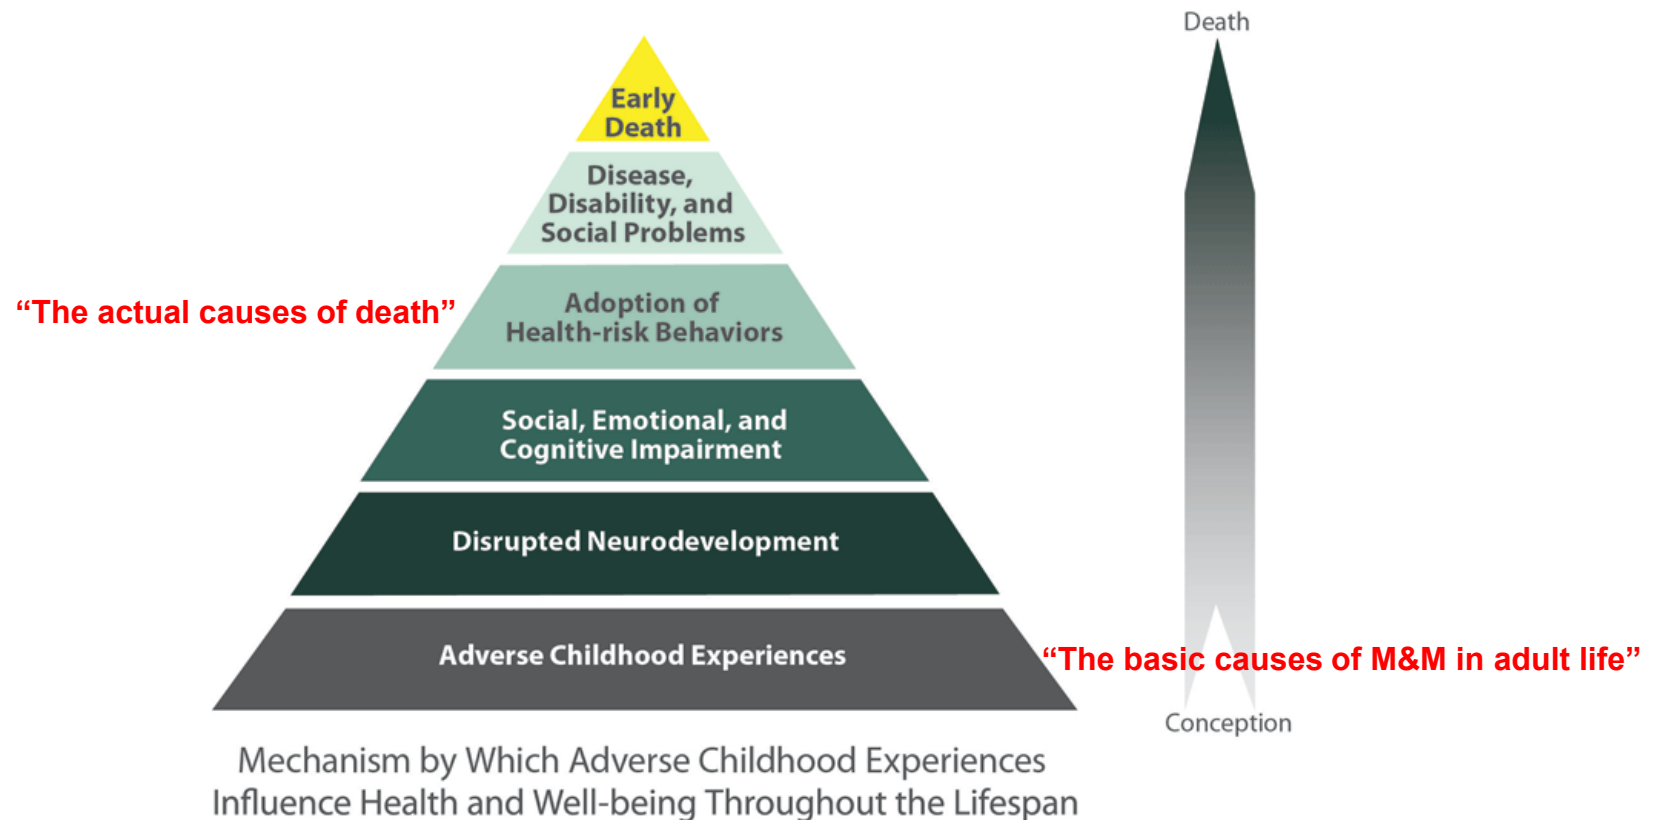 Death
Early
Death
Disease,
Disability, and
Social Problems
“The actual causes of death”
Adoption of
Health-risk Behaviors
Social, Emotional, and
Cognitive Impairment
Disrupted Neurodevelopment
Adverse Childhood Experiences
“The basic causes of M&M in adult life”
Conception
Mechanism by Which Adverse Childhood Experiences
Influence Health and Well-being Throughout the Lifespan